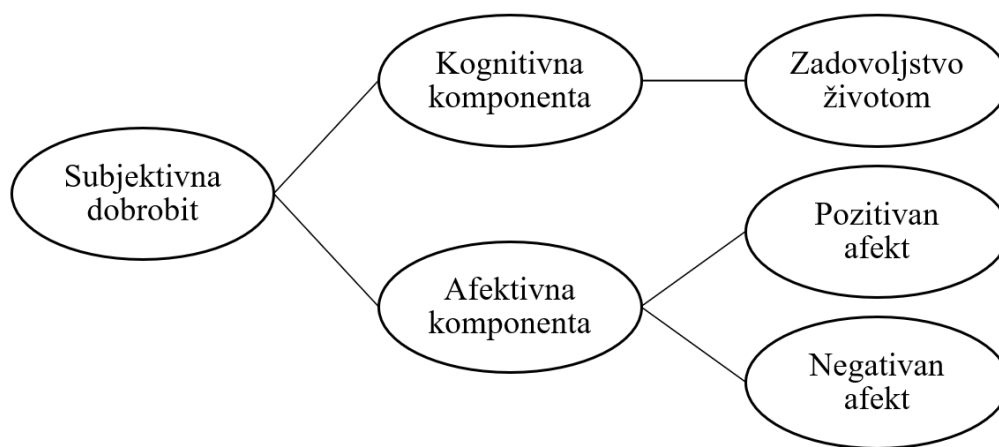 Subjektivna
dobrobit
Kognitivna
komponenta
Zadovoljstvo
životom
Afektivna
komponenta
Pozitivan
afekt
Negativan
afekt